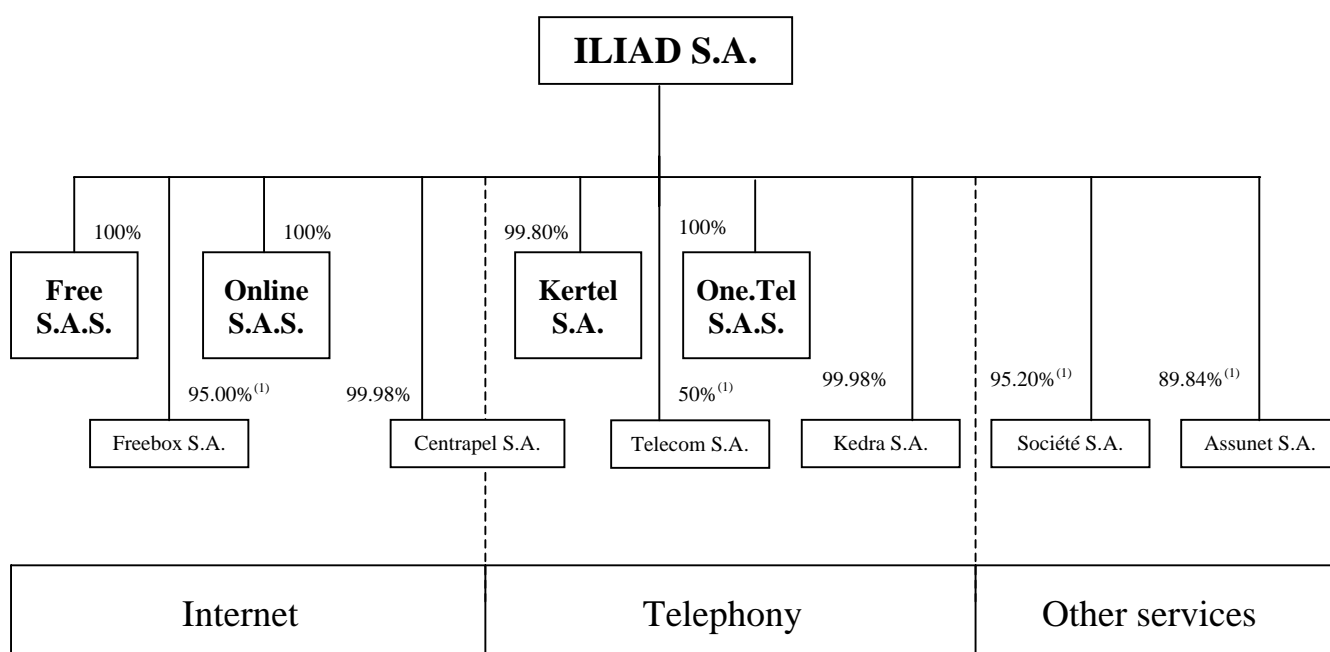 ILIAD S.A.
100%
100%
99.80%
100%
Free
S.A.S.
Online
S.A.S.
Kertel
S.A.
One.Tel
S.A.S.
95.00%(1)
99.98%
50%(1)
99.98%
95.20%(1)
89.84%(1)
Freebox S.A.
Centrapel S.A.
Telecom S.A.
Kedra S.A.
Société S.A.
Assunet S.A.
Internet
Telephony
Other services